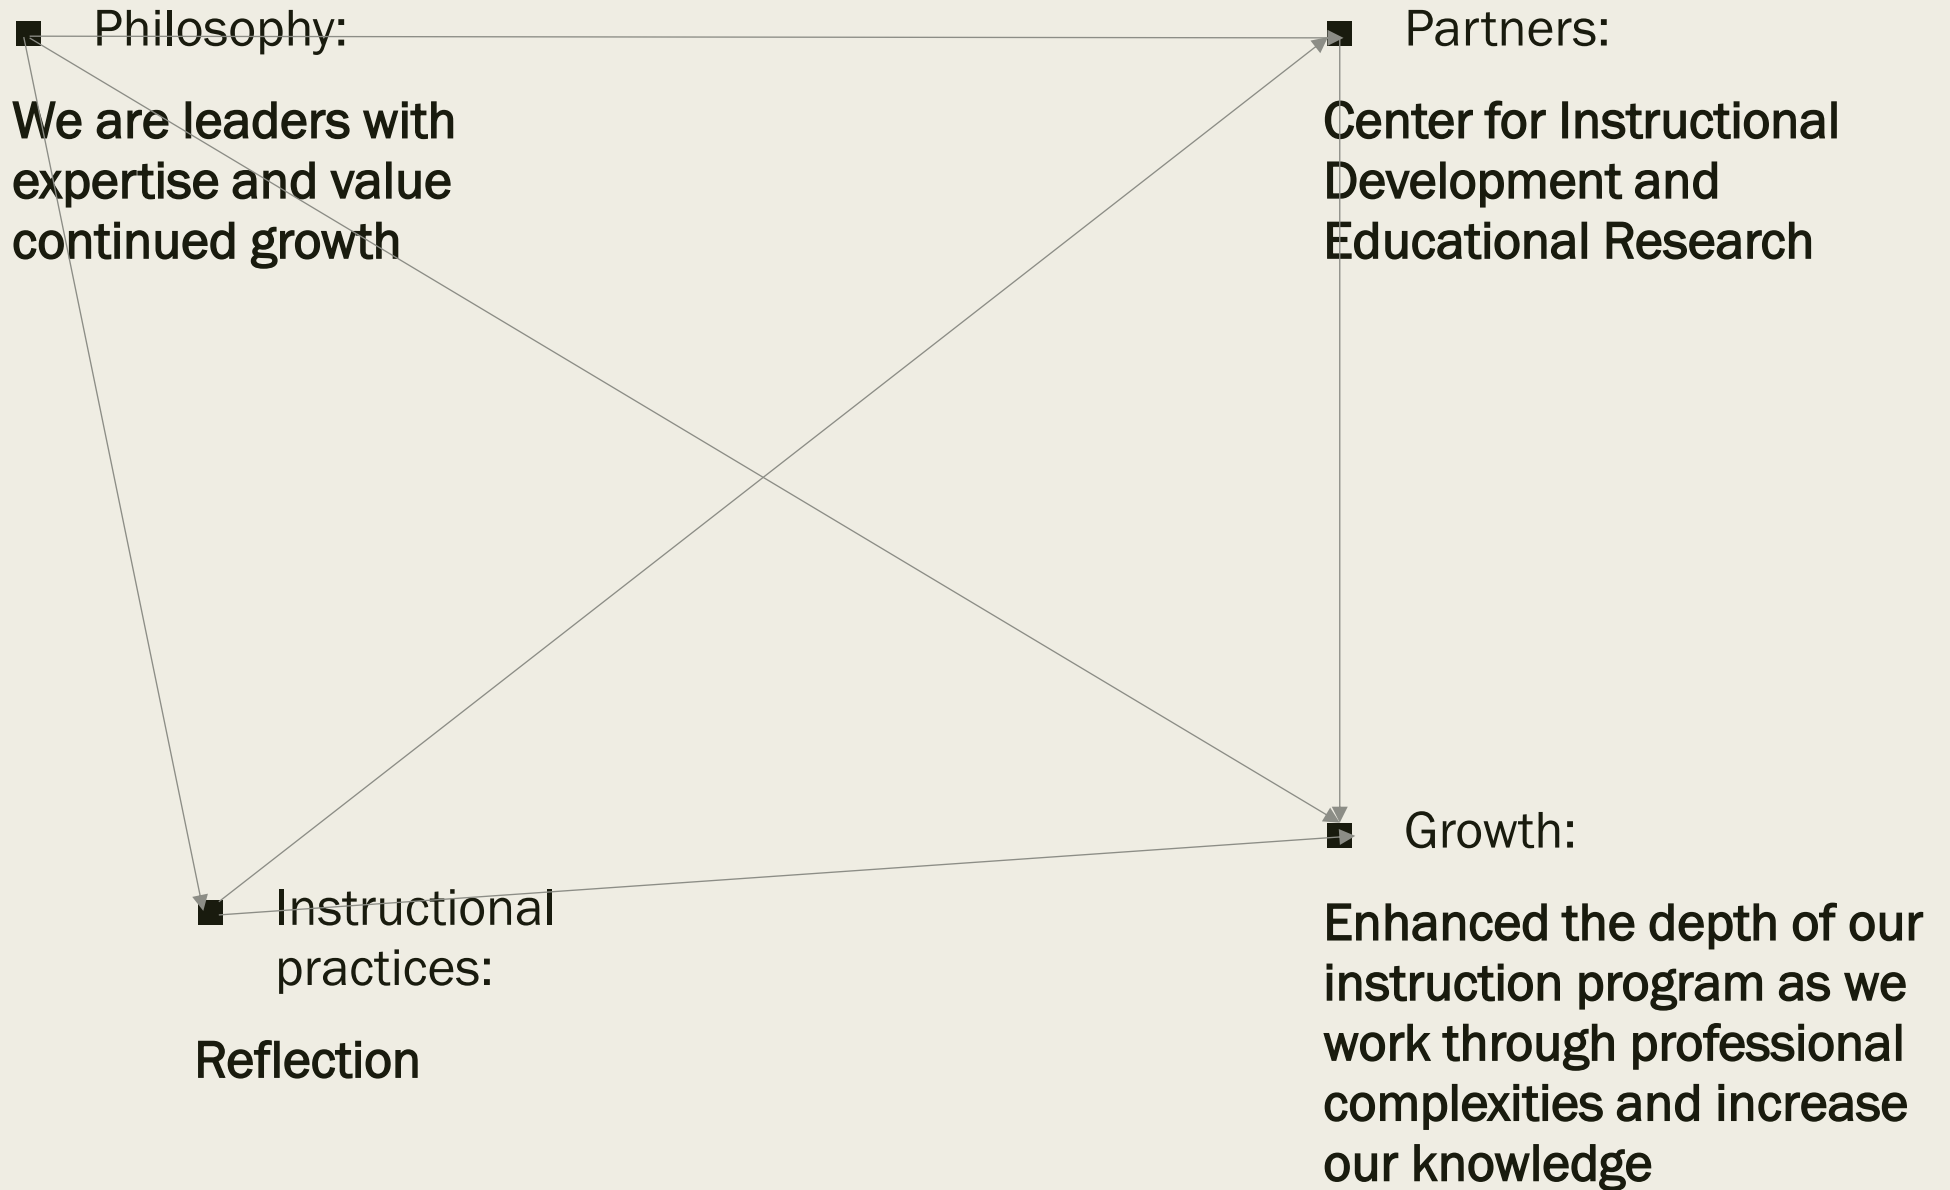 Philosophy:
We are leaders with
expertise and value
continued growth
Partners:
Center for Instructional
Development and
Educational Research
Instructional
practices:
Reflection
Growth:
Enhanced the depth of our
instruction program as we
work through professional
complexities and increase
our knowledge